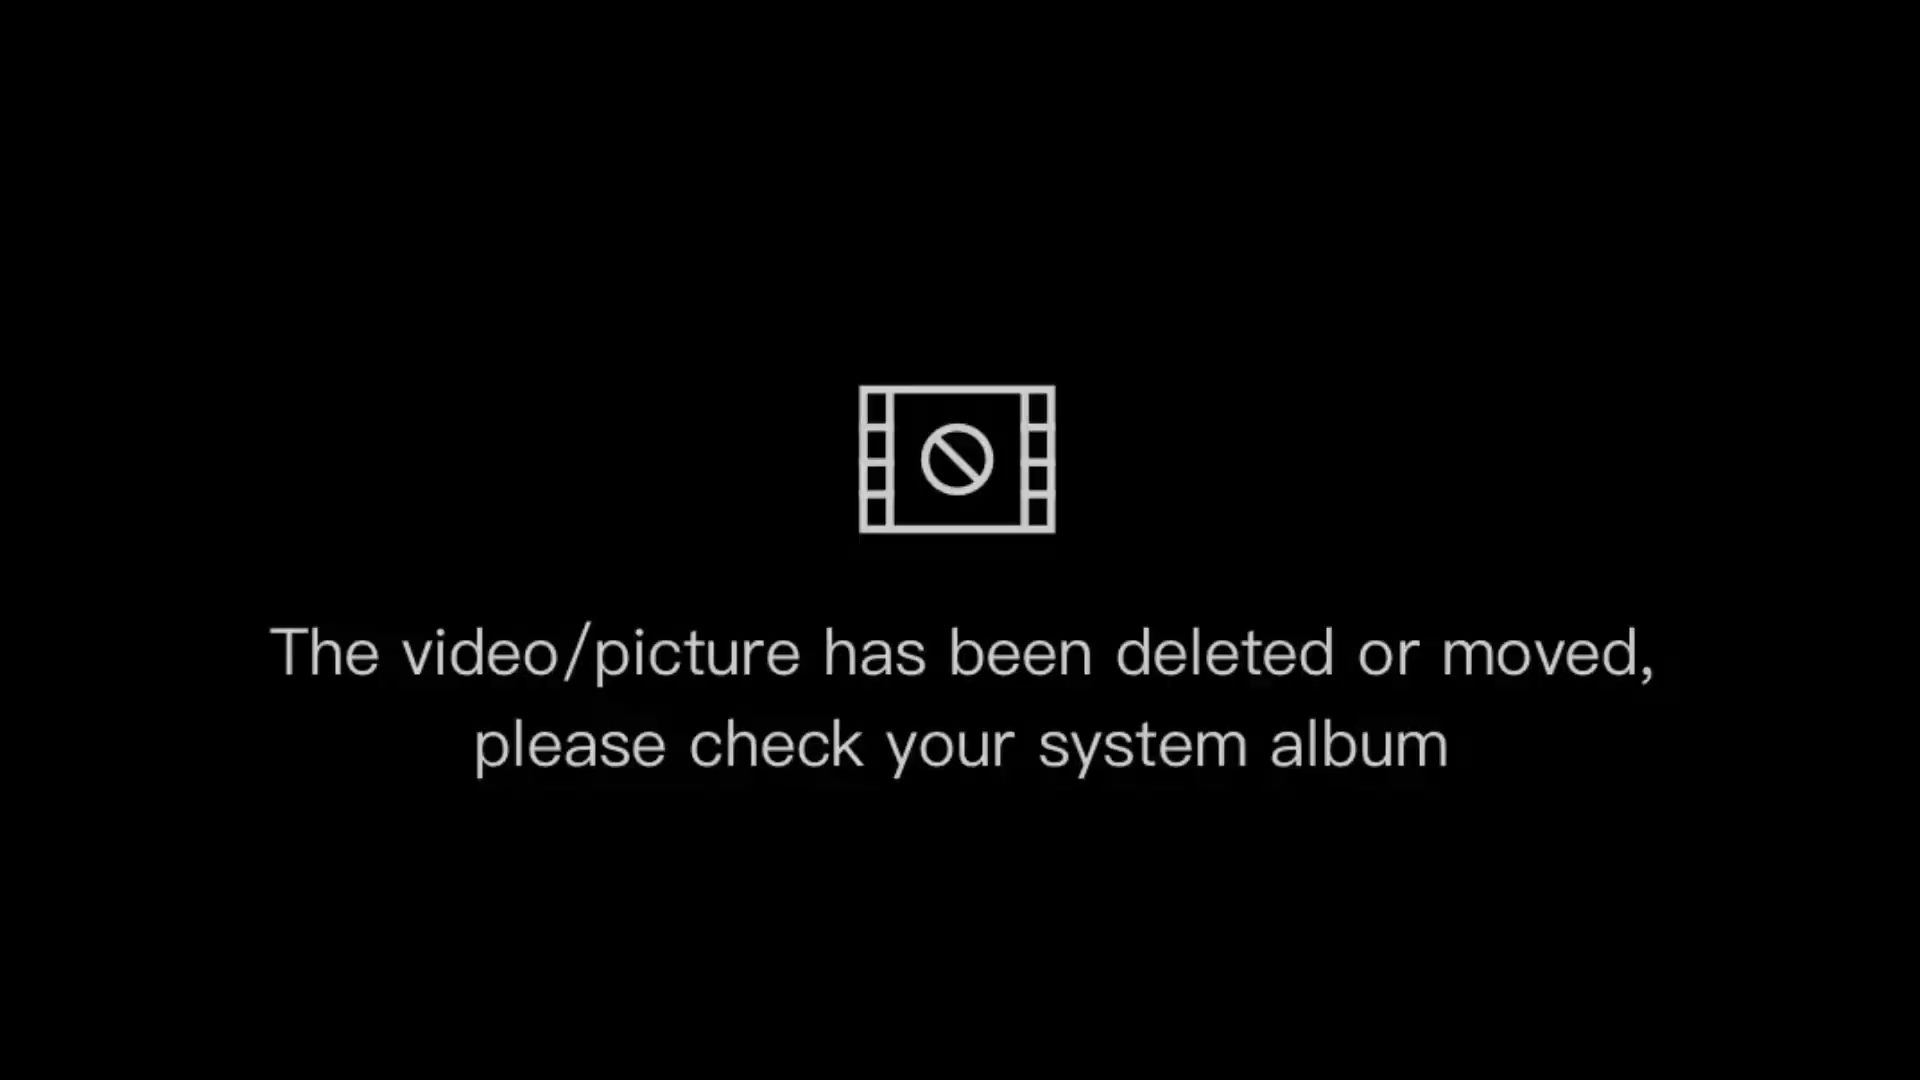 The video/picture has been deleted or moved,
please check your system album